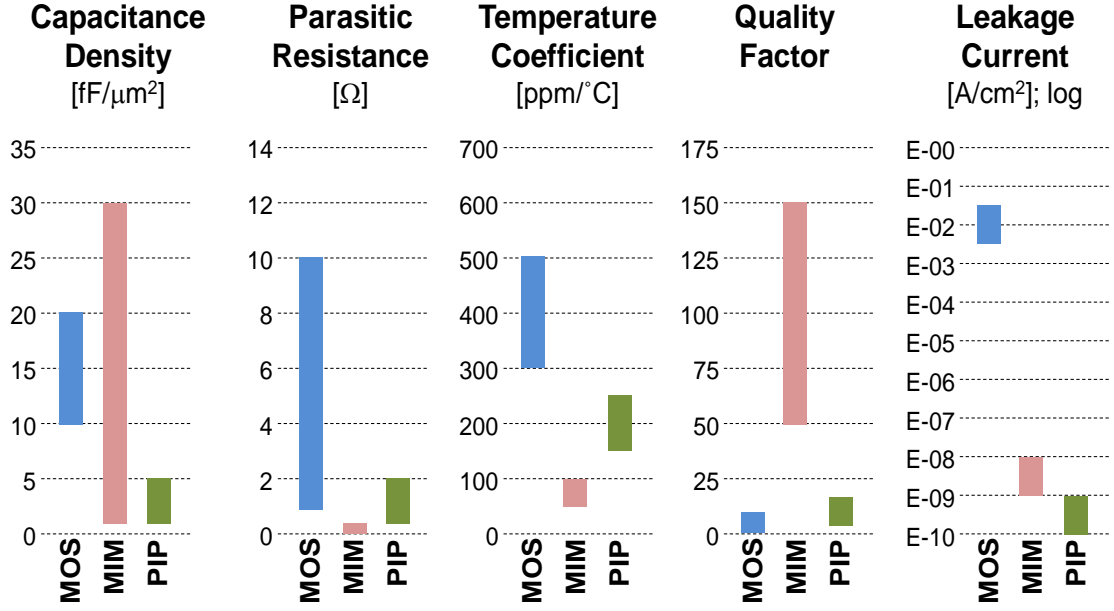 Capacitance
Density
[fF/μm²]
35
30
25
20
15
10
5
0
MOS
MIM
PIP
Parasitic
Resistance
[Ω]
14
12
10
8
6
4
2
0
MOS
MIM
PIP
Temperature
Coefficient
[ppm/˚C]
700
600
500
400
300
200
100
0
MOS
MIM
PIP
Quality
Factor
175
150
125
100
75
50
25
0
MOS
MIM
PIP
Leakage
Current
[A/cm²]; log
E-00
E-01
E-02
E-03
E-04
E-05
E-06
E-07
E-08
E-09
E-10
MOS
MIM
PIP